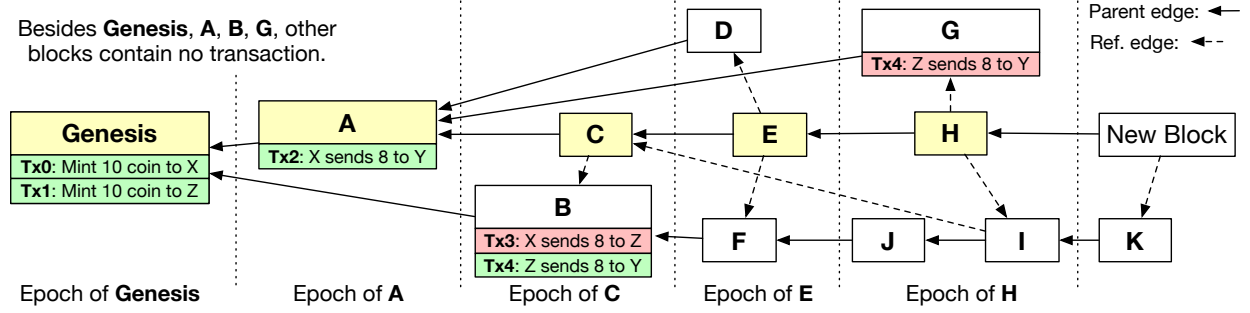 Besides Genesis, A, B, G, other
blocks contain no transaction.
Parent edge:
Ref. edge:
D
G
Tx4: Z sends 8 to Y
Genesis
Tx0: Mint 10 coin to X
Tx1: Mint 10 coin to Z
A
Tx2: X sends 8 to Y
C
E
H
New Block
B
Tx3: X sends 8 to Z
Tx4: Z sends 8 to Y
F
J
I
K
Epoch of Genesis
Epoch of A
Epoch of C
Epoch of E
Epoch of H